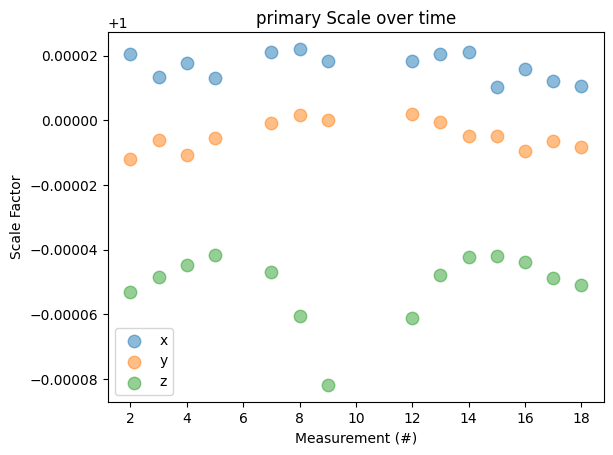 primary Scale over time
+1
0.00002
0.00000
−0.00002
−0.00004
−0.00006
−0.00008
Scale Factor
x
y
z
2 4 6 8 10 12 14 16 18
Measurement (#)